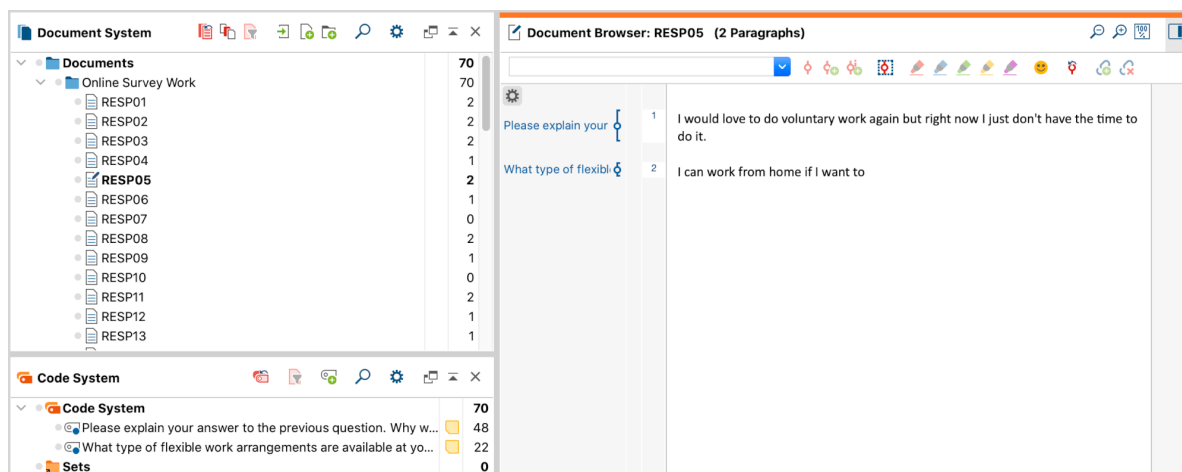 Document System
Documents 70
Online Survey Work 70
RESP01 2
RESP02 2
RESP03 2
RESP04 1
RESP05 2
RESP06 1
RESP07 0
RESP08 2
RESP09 1
RESP10 0
RESP11 2
RESP12 1
RESP13 1
Code System
Code System 70
Please explain your answer to the previous question. Why w... 48
What type of flexible work arrangements are available at yo... 22
Sets 0
Document Browser: RESP05 (2 Paragraphs)
100 %
Please explain your
1 I would love to do voluntary work again but right now I just don't have the time to
do it.
What type of flexibl
2 I can work from home if I want to